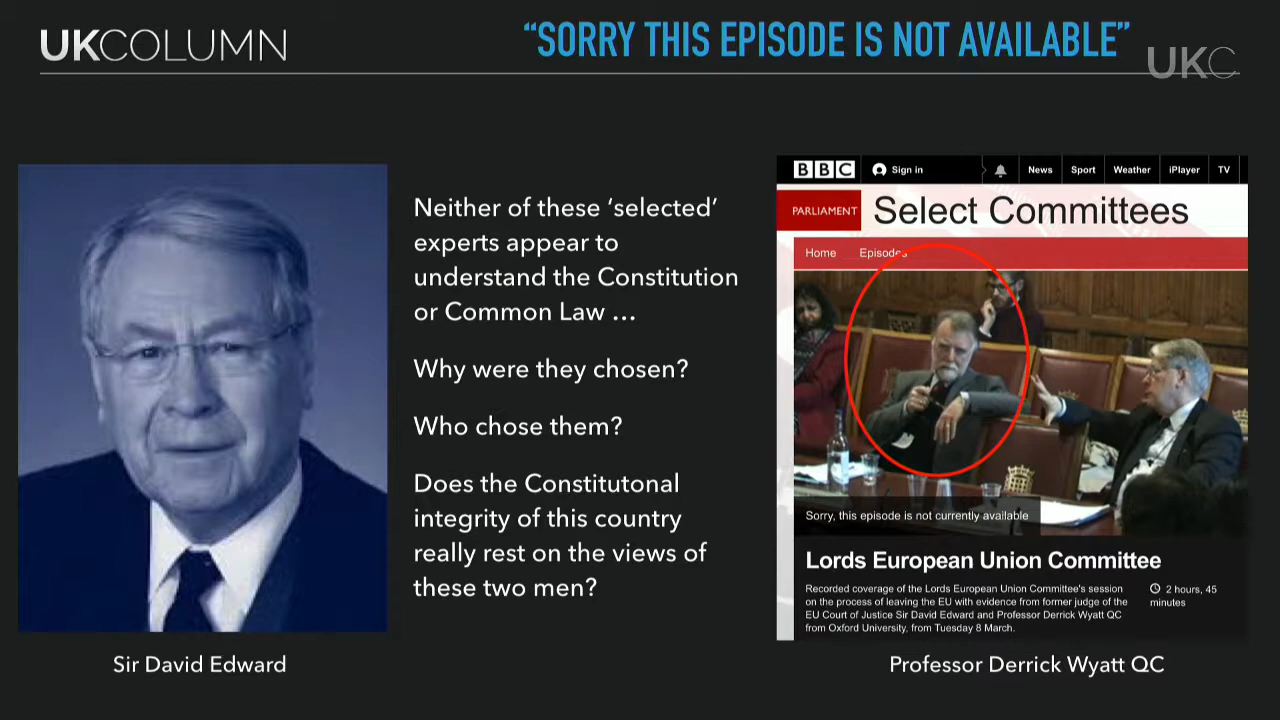 UKCOLUMN
“SORRY THIS EPISODE IS NOT AVAILABLE”
UKC
Neither of these ‘selected’
experts appear to
understand the Constitution
or Common Law …
Why were they chosen?
Who chose them?
Does the Constitutonal
integrity of this country
really rest on the views of
these two men?
Sir David Edward
BBC Sign in News Sport Weather iPlayer TV
PARLIAMENT Select Committees
Home Episodes
Sorry, this episode is not currently available
Lords European Union Committee
Recorded coverage of the Lords European Union Committee's session
on the process of leaving the EU with evidence from former judge of the
EU Court of Justice Sir David Edward and Professor Derrick Wyatt QC
from Oxford University, from Tuesday 8 March.
2 hours, 45
minutes
Professor Derrick Wyatt QC